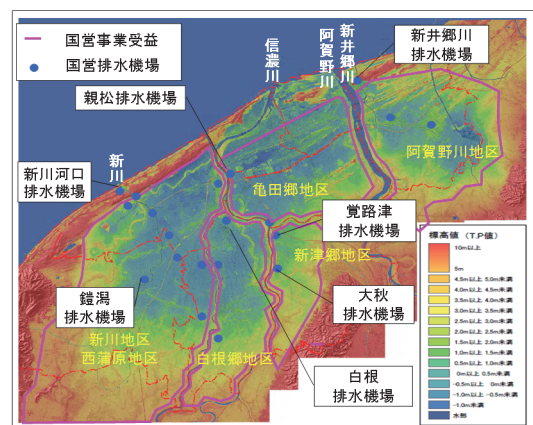 国営事業受益
国営排水機場
信濃川
阿賀野川
新井郷川
新井郷川
排水機場
親松排水機場
新川
新川河口
排水機場
阿賀野川地区
亀田郷地区
覚路津
排水機場
新津郷地区
鎧潟
排水機場
大秋
排水機場
新川地区
西蒲原地区
白根郷地区
白根
排水機場
標高値 (T.P値)
10m以上
5m
4.5m以上 5.0m未満
4.0m以上 4.5m未満
3.5m以上 4.0m未満
3.0m以上 3.5m未満
2.5m以上 3.0m未満
2.0m以上 2.5m未満
1.5m以上 2.0m未満
1.0m以上 1.5m未満
0.5m以上 1.0m未満
0m以上 0.5m未満
-0.5m以上 0m未満
-1.0m以上 -0.5m未満
-1.0m未満
水部